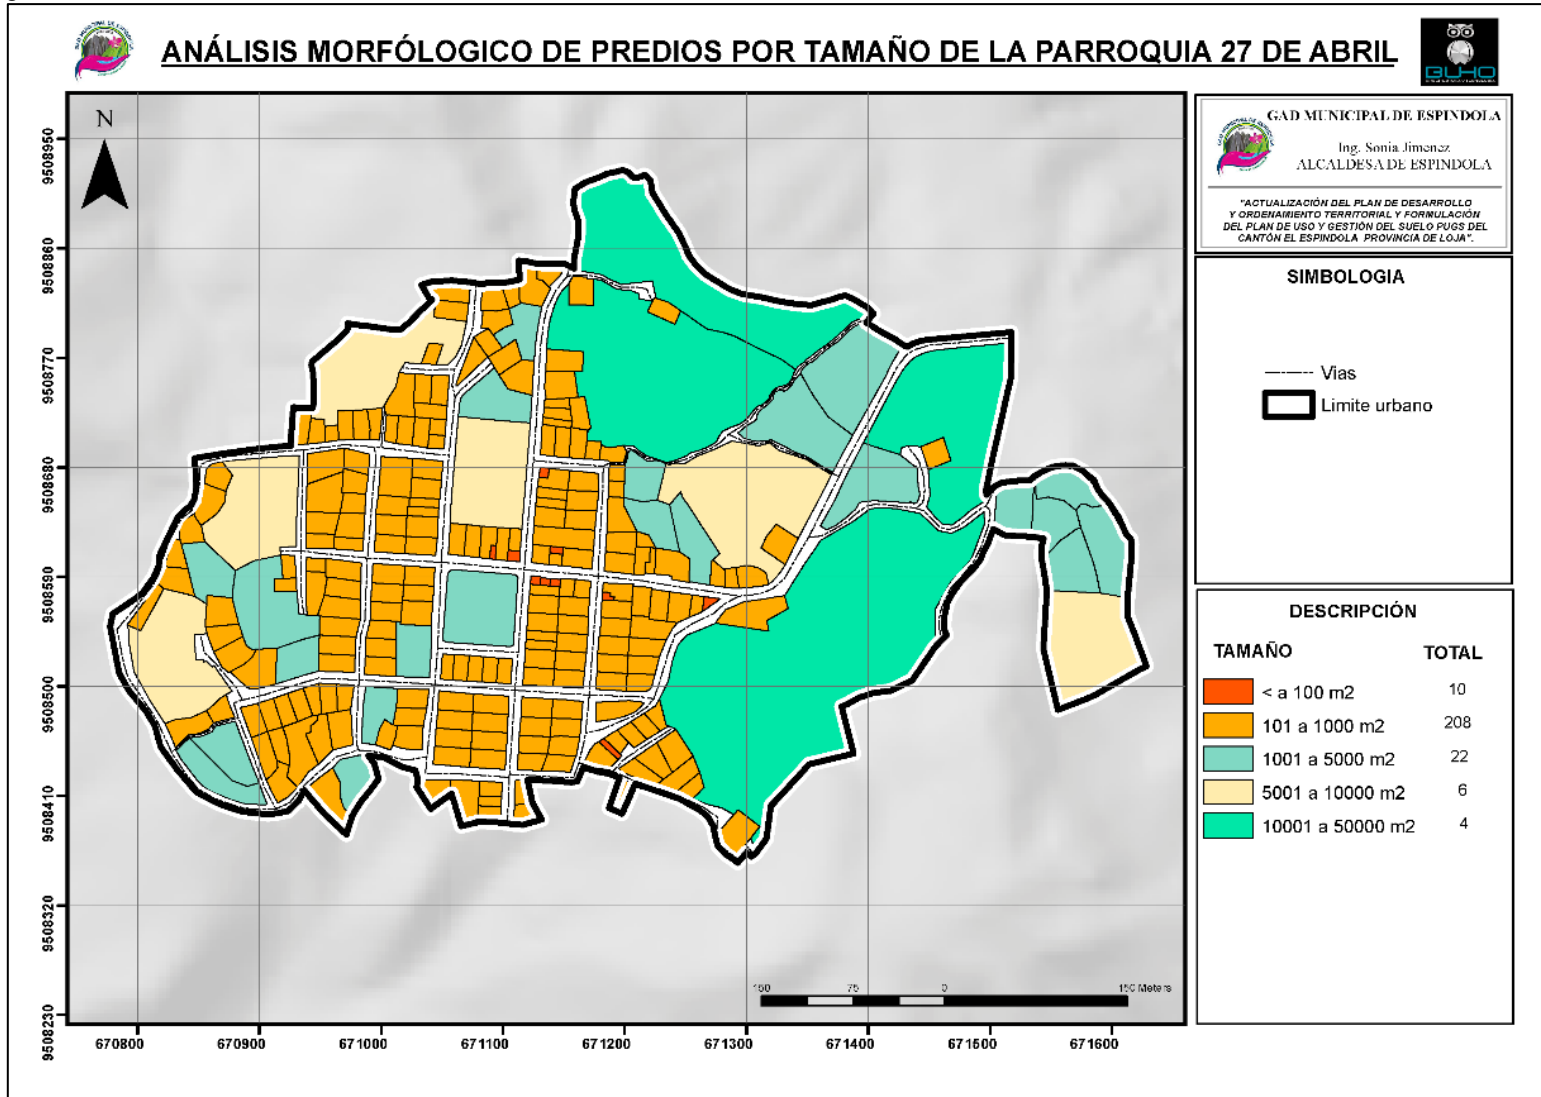 ANÁLISIS MORFÓLOGICO DE PREDIOS POR TAMAÑO DE LA PARROQUIA 27 DE ABRIL
BUHO
GAD MUNICIPAL DE ESPINDOLA
Ing. Sonia Jimenez
ALCALDESA DE ESPINDOLA
"ACTUALIZACIÓN DEL PLAN DE DESARROLLO
Y ORDENAMIENTO TERRITORIAL Y FORMULACIÓN
DEL PLAN DE USO Y GESTIÓN DEL SUELO PUGS DEL
CANTÓN EL ESPINDOLA PROVINCIA DE LOJA".
SIMBOLOGIA
Vias
Limite urbano
DESCRIPCIÓN
TAMAÑO TOTAL
< a 100 m2 10
101 a 1000 m2 208
1001 a 5000 m2 22
5001 a 10000 m2 6
10001 a 50000 m2 4
N
9508950
9508860
9508770
9508680
9508590
9508500
9508410
9508320
9508230
150 75 0 150 Meters
670800 670900 671000 671100 671200 671300 671400 671500 671600